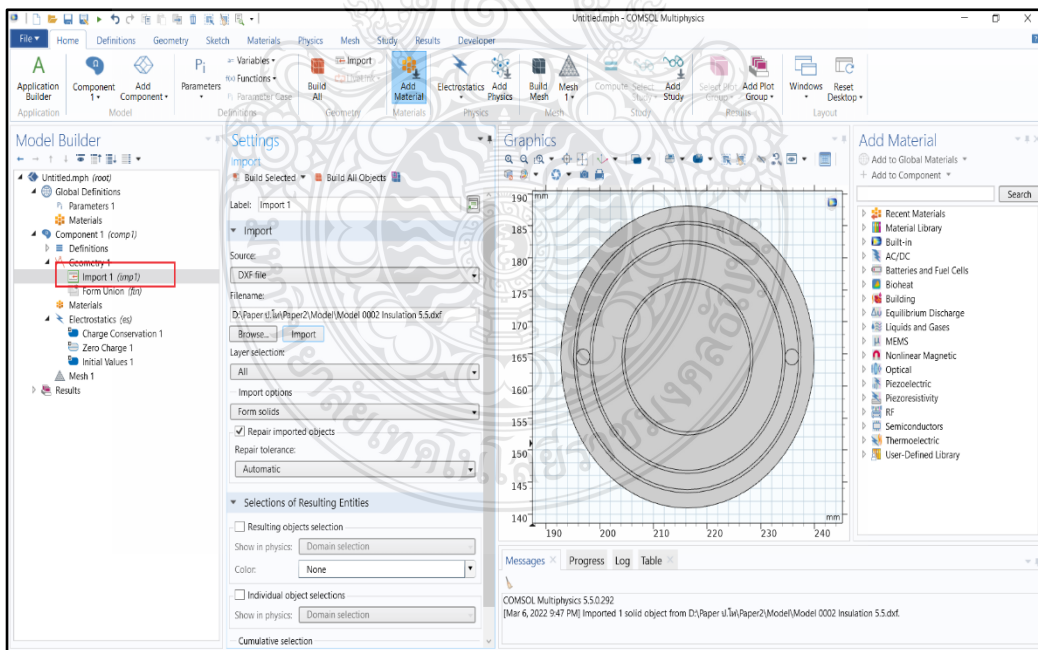 Untitled.mph - COMSOL Multiphysics
File Home Definitions Geometry Sketch Materials Physics Mesh Study Results Developer
Application Builder
Component 1
Add Component
Pi Parameters
Variables
Functions
Parameter Case
Build All
Import
Add Material
Electrostatics
Add Physics
Build Mesh
Mesh 1
Compute
Select Study
Add Study
Select Plot Group
Add Plot Group
Windows
Reset Desktop
Application Model Definitions Geometry Materials Physics Mesh Study Results Layout
Model Builder
Untitled.mph (root)
Global Definitions
Pi Parameters 1
Materials
Component 1 (comp1)
Definitions
Geometry 1
Import 1 (imp1)
Form Union (fin)
Materials
Electrostatics (es)
Charge Conservation 1
Zero Charge 1
Initial Values 1
Mesh 1
Results
Settings
Import
Build Selected Build All Objects
Label: Import 1
Import
Source:
DXF file
Filename:
D:\Paper ป.โท\Paper2\Model\Model 0002 Insulation 5.5.dxf
Browse... Import
Layer selection:
All
Import options
Form solids
Repair imported objects
Repair tolerance:
Automatic
Selections of Resulting Entities
Resulting objects selection
Show in physics: Domain selection
Color: None
Individual object selections
Show in physics: Domain selection
Cumulative selection
Graphics
190 mm
185
180
175
170
165
160
155
150
145
140 mm
190 200 210 220 230 240
Messages Progress Log Table
COMSOL Multiphysics 5.5.0.292
[Mar 6, 2022 9:47 PM] Imported 1 solid object from D:\Paper ป.โท\Paper2\Model\Model 0002 Insulation 5.5.dxf.
Add Material
Add to Global Materials
Add to Component
Search
Recent Materials
Material Library
Built-in
AC/DC
Batteries and Fuel Cells
Bioheat
Building
Equilibrium Discharge
Liquids and Gases
MEMS
Nonlinear Magnetic
Optical
Piezoelectric
Piezoresistivity
RF
Semiconductors
Thermoelectric
User-Defined Library